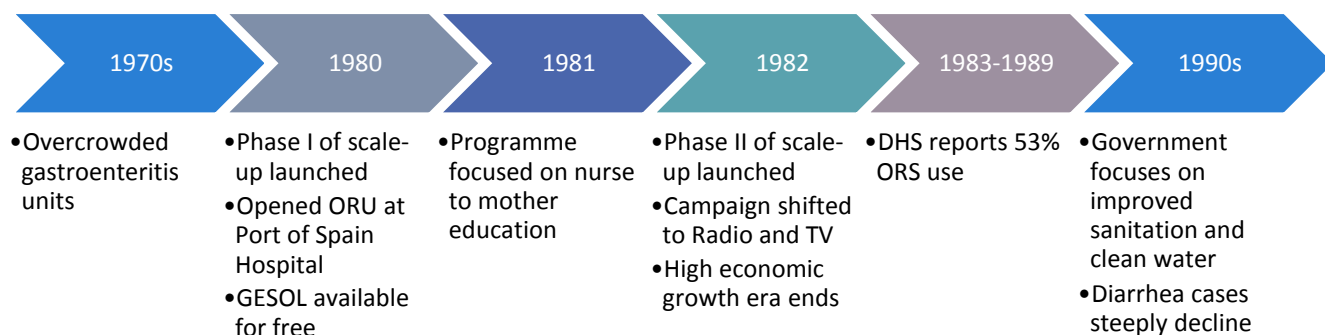 1970s
1980
1981
1982
1983-1989
1990s
•Overcrowded
gastroenteritis
units
•Phase I of scale-
up launched
•Opened ORU at
Port of Spain
Hospital
•GESOL available
for free
•Programme
focused on nurse
to mother
education
•Phase II of scale-
up launched
•Campaign shifted
to Radio and TV
•High economic
growth era ends
•DHS reports 53%
ORS use
•Government
focuses on
improved
sanitation and
clean water
•Diarrhea cases
steeply decline